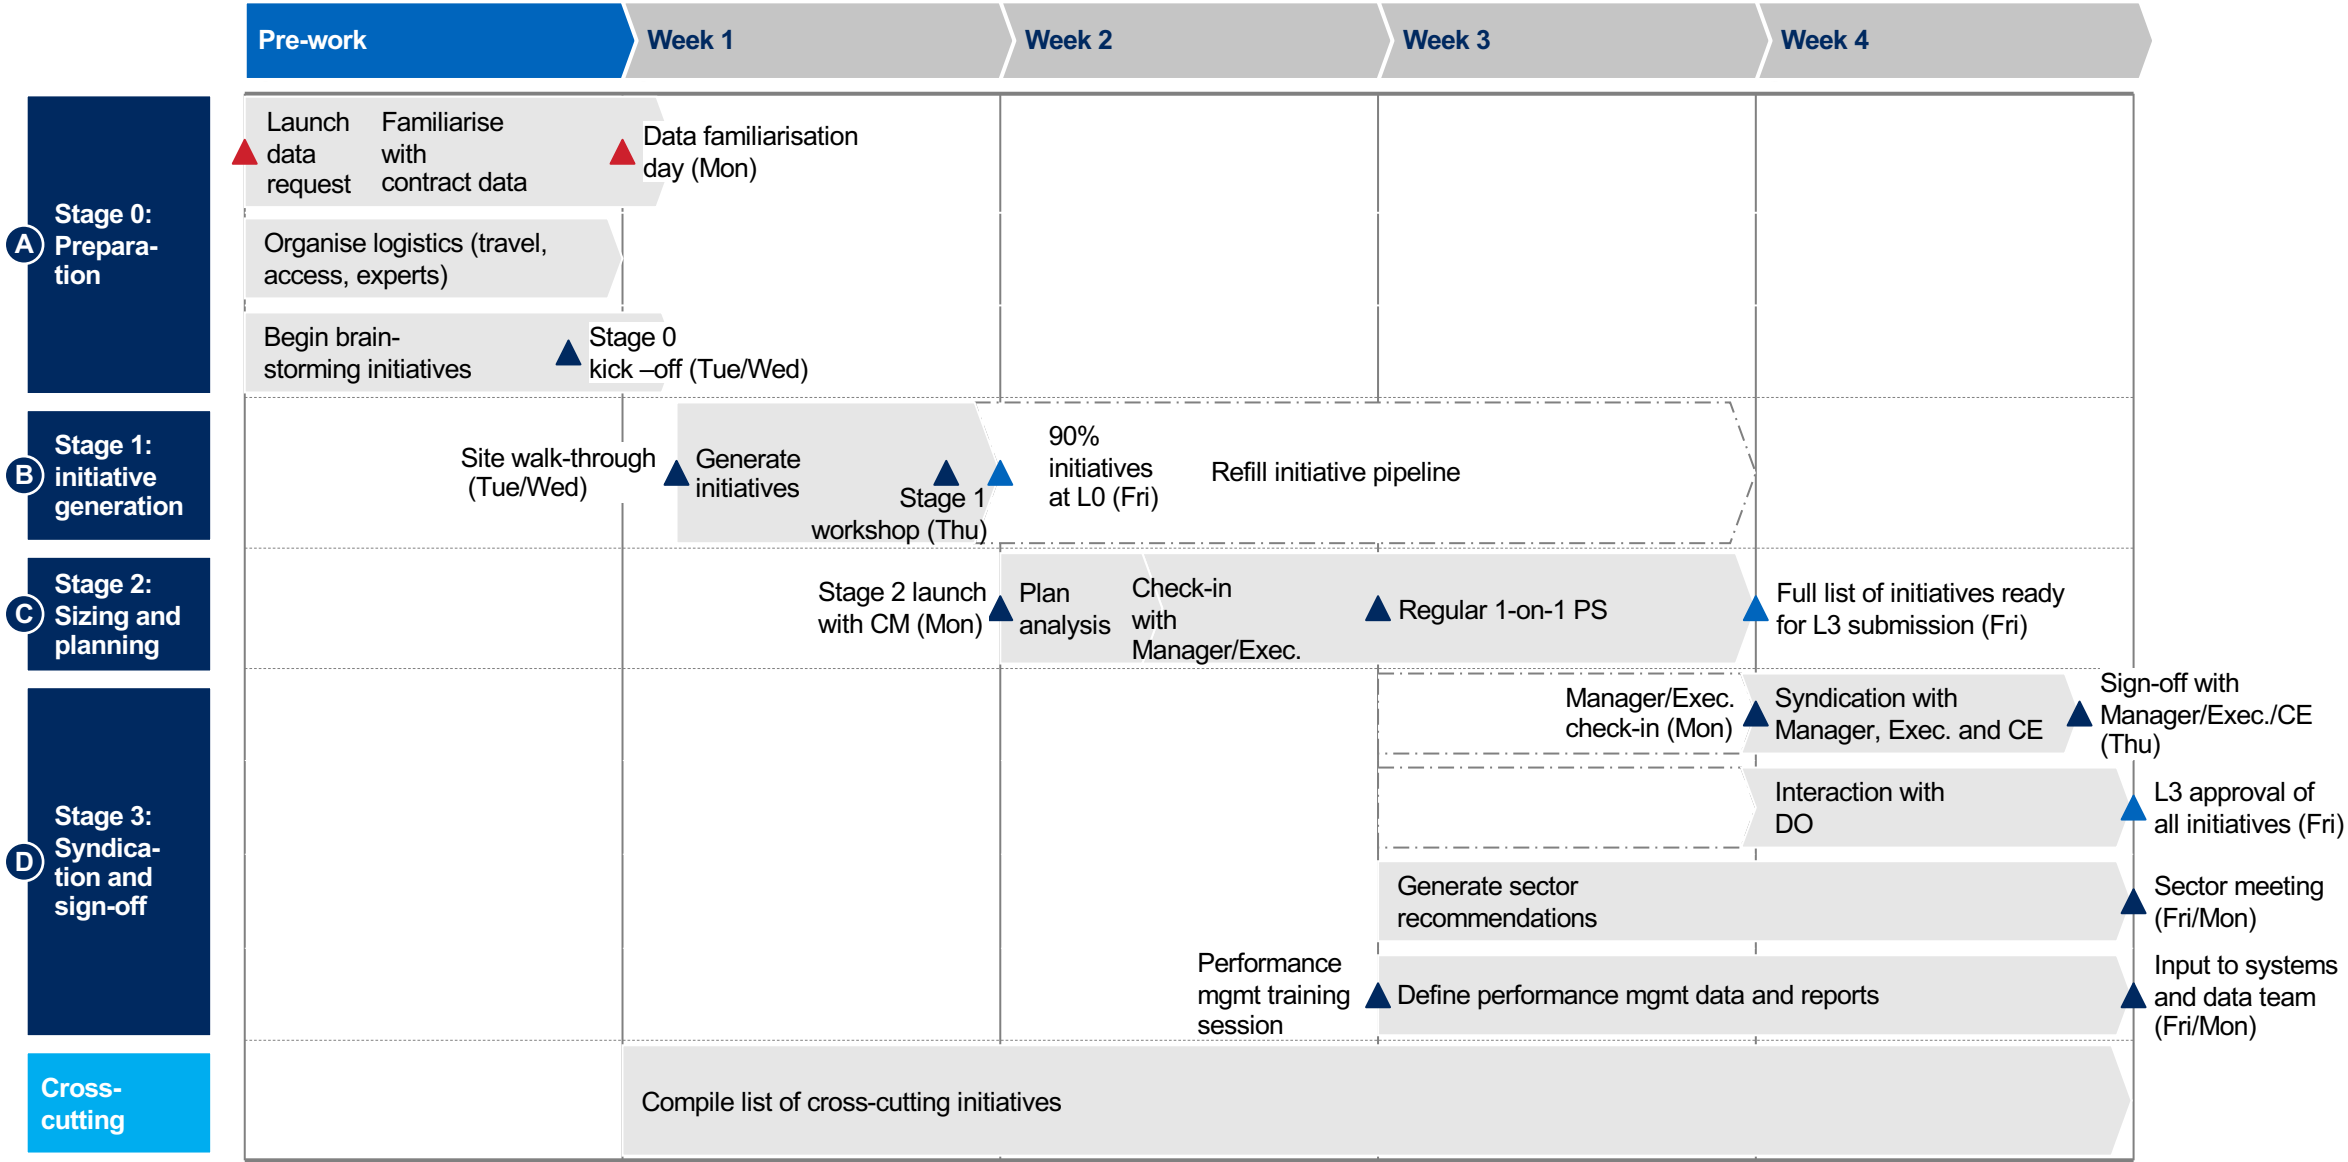 Pre-work
Week 1
Week 2
Week 3
Week 4
A
Stage 0:
Prepara-
tion
Launch
data
request
Familiarise
with
contract data
Data familiarisation
day (Mon)
Organise logistics (travel,
access, experts)
Begin brain-
storming initiatives
Stage 0
kick –off (Tue/Wed)
B
Stage 1:
initiative
generation
Site walk-through
(Tue/Wed)
Generate
initiatives
Stage 1
workshop (Thu)
90%
initiatives
at L0 (Fri)
Refill initiative pipeline
C
Stage 2:
Sizing and
planning
Stage 2 launch
with CM (Mon)
Plan
analysis
Check-in
with
Manager/Exec.
Regular 1-on-1 PS
Full list of initiatives ready
for L3 submission (Fri)
D
Stage 3:
Syndica-
tion and
sign-off
Manager/Exec.
check-in (Mon)
Syndication with
Manager, Exec. and CE
Sign-off with
Manager/Exec./CE
(Thu)
Interaction with
DO
L3 approval of
all initiatives (Fri)
Generate sector
recommendations
Sector meeting
(Fri/Mon)
Performance
mgmt training
session
Define performance mgmt data and reports
Input to systems
and data team
(Fri/Mon)
Cross-
cutting
Compile list of cross-cutting initiatives